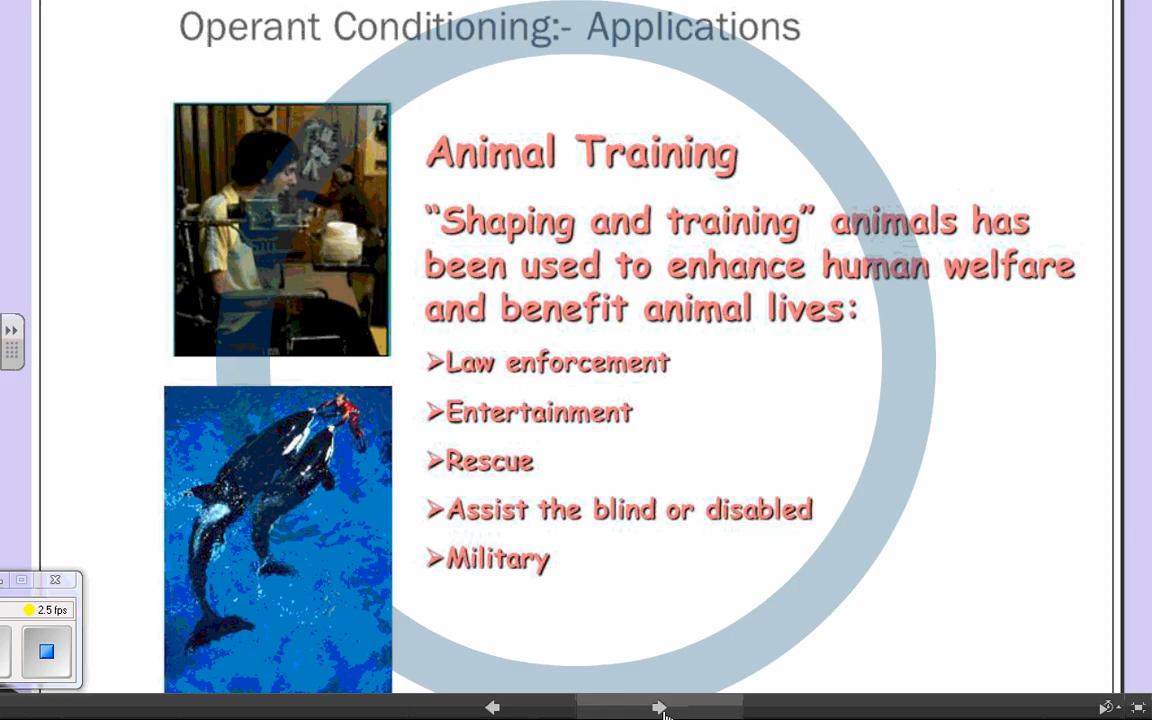 Operant Conditioning:- Applications
Animal Training
“Shaping and training” animals has
been used to enhance human welfare
and benefit animal lives:
➢Law enforcement
➢Entertainment
➢Rescue
➢Assist the blind or disabled
➢Military
2.5 fps